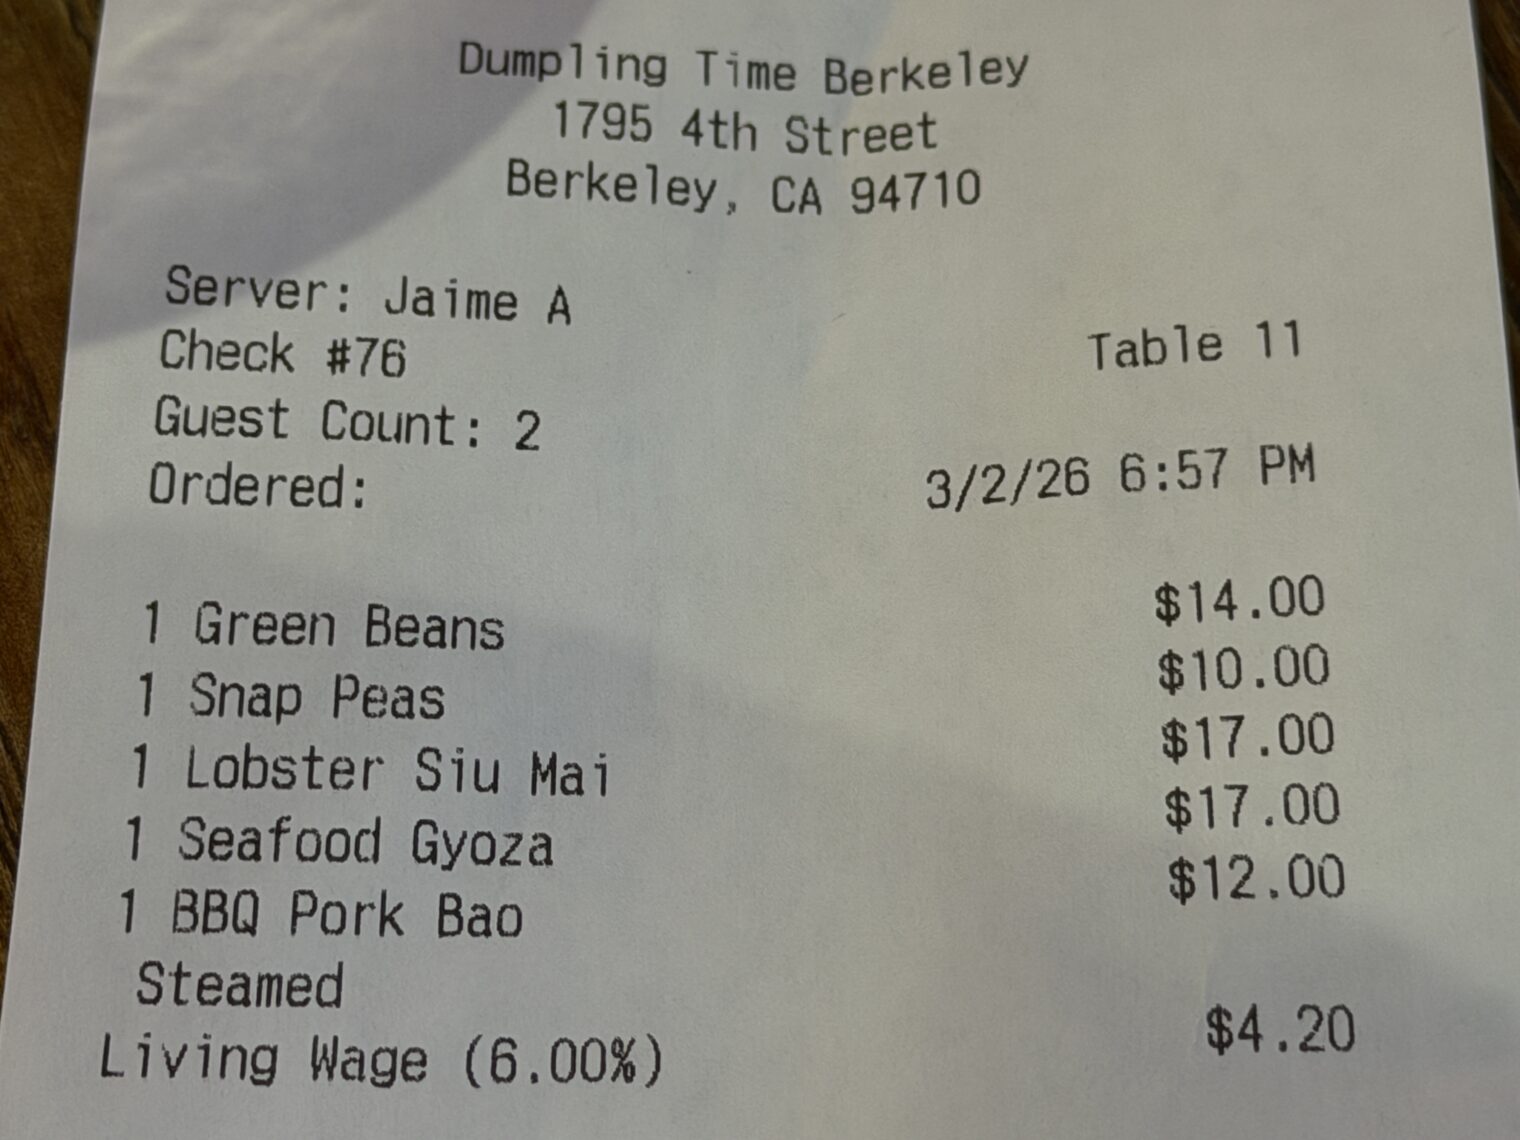 Dumpling Time Berkeley
1795 4th Street
Berkeley, CA 94710
Server: Jaime A
Check #76 Table 11
Guest Count: 2
Ordered: 3/2/26 6:57 PM
1 Green Beans $14.00
1 Snap Peas $10.00
1 Lobster Siu Mai $17.00
1 Seafood Gyoza $17.00
1 BBQ Pork Bao $12.00
Steamed
Living Wage (6.00%) $4.20